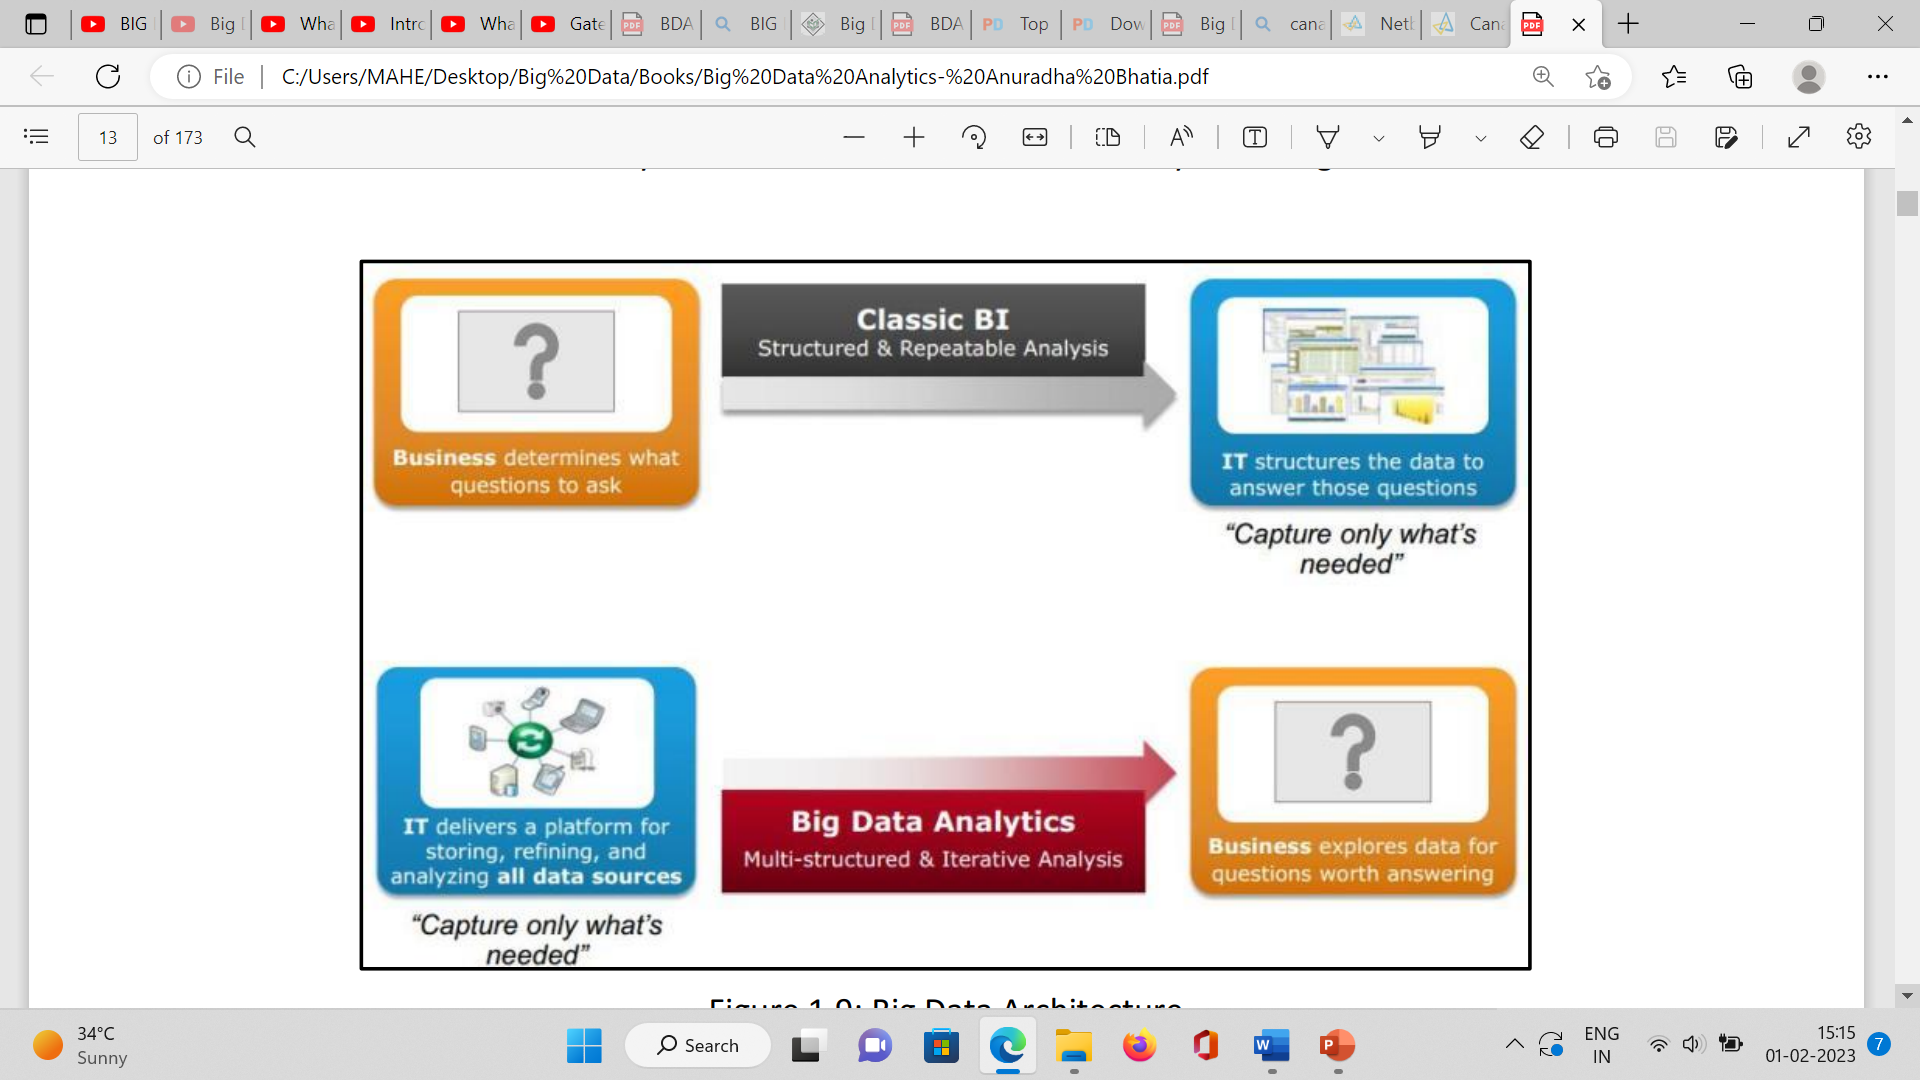 BIG
Big
Wha
Intro
Wha
Gate
BDA
BIG
Big
BDA
Top
Dow
Big
cana
Net
Can
File
C:/Users/MAHE/Desktop/Big%20Data/Books/Big%20Data%20Analytics-%20Anuradha%20Bhatia.pdf
13 of 173
Classic BI
Structured & Repeatable Analysis
Business determines what
questions to ask
IT structures the data to
answer those questions
“Capture only what’s
needed”
IT delivers a platform for
storing, refining, and
analyzing all data sources
“Capture only what’s
needed”
Big Data Analytics
Multi-structured & Iterative Analysis
Business explores data for
questions worth answering
34°C
Sunny
Search
ENG
IN
15:15
01-02-2023
7